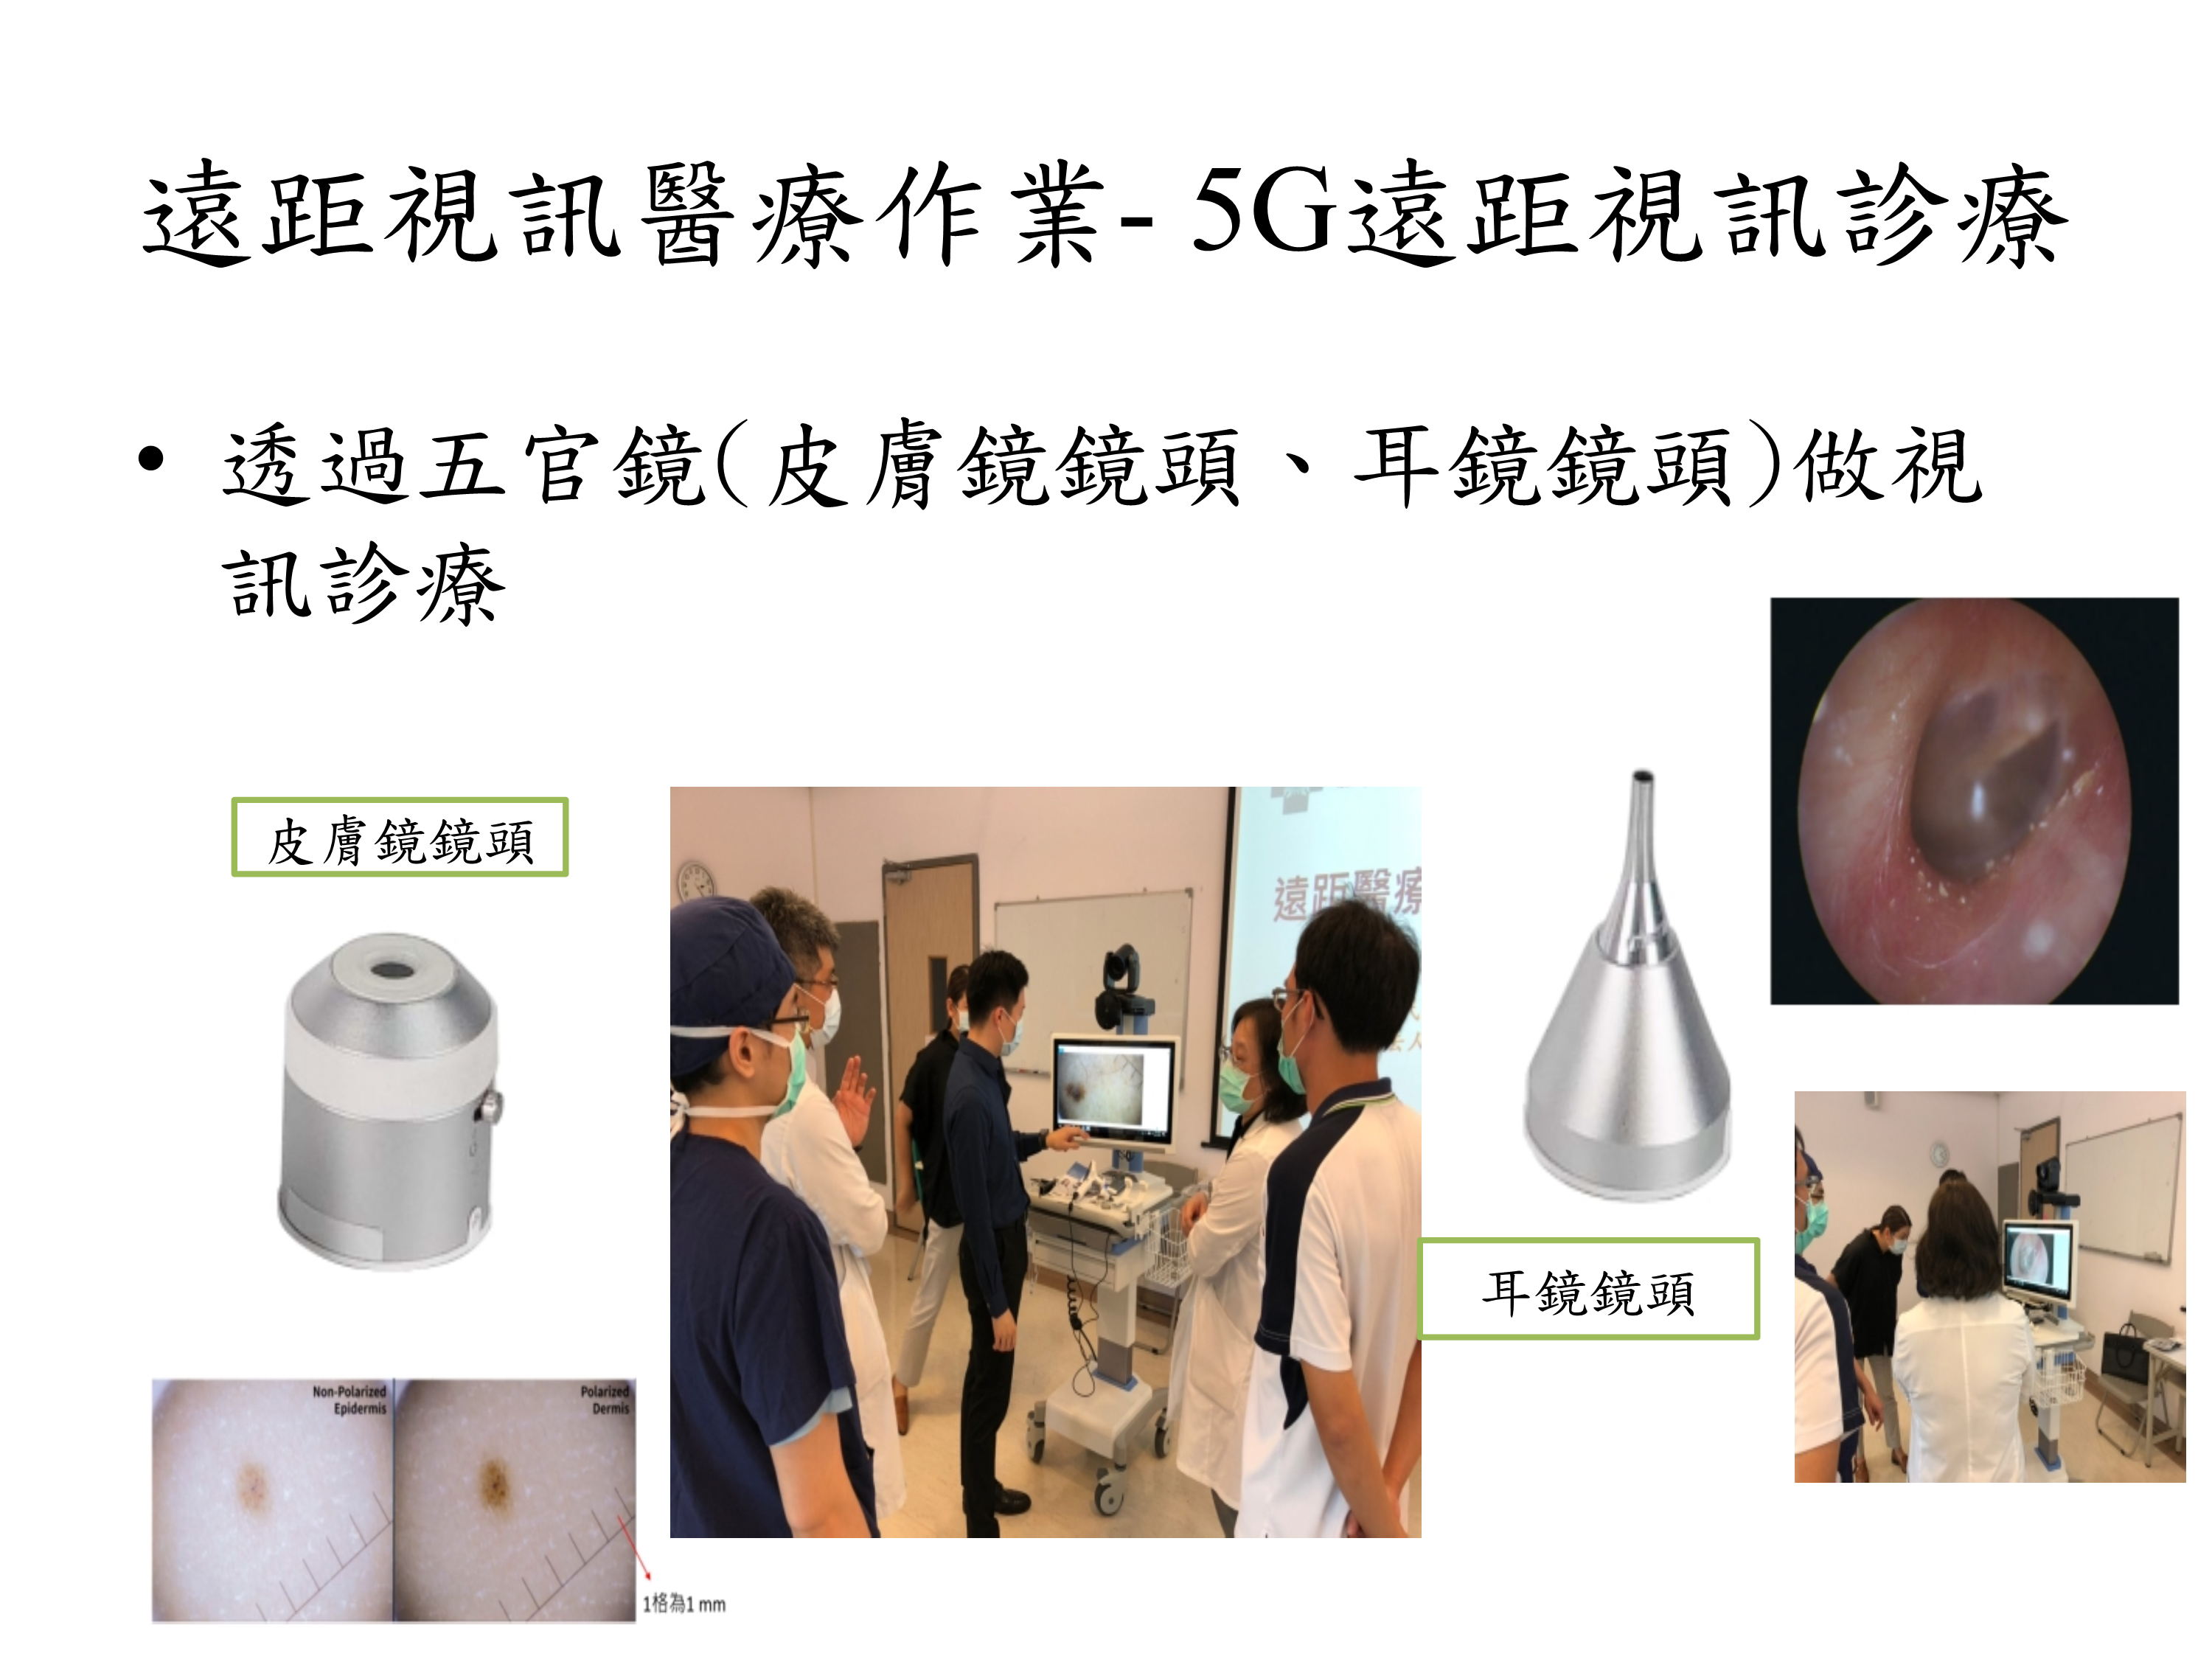 遠距視訊醫療作業- 5G遠距視訊診療
• 透過五官鏡(皮膚鏡鏡頭、耳鏡鏡頭)做視
訊診療
皮膚鏡鏡頭
遠距醫療
耳鏡鏡頭
Non-Polarized
Epidermis
Polarized
Dermis
1格為1 mm